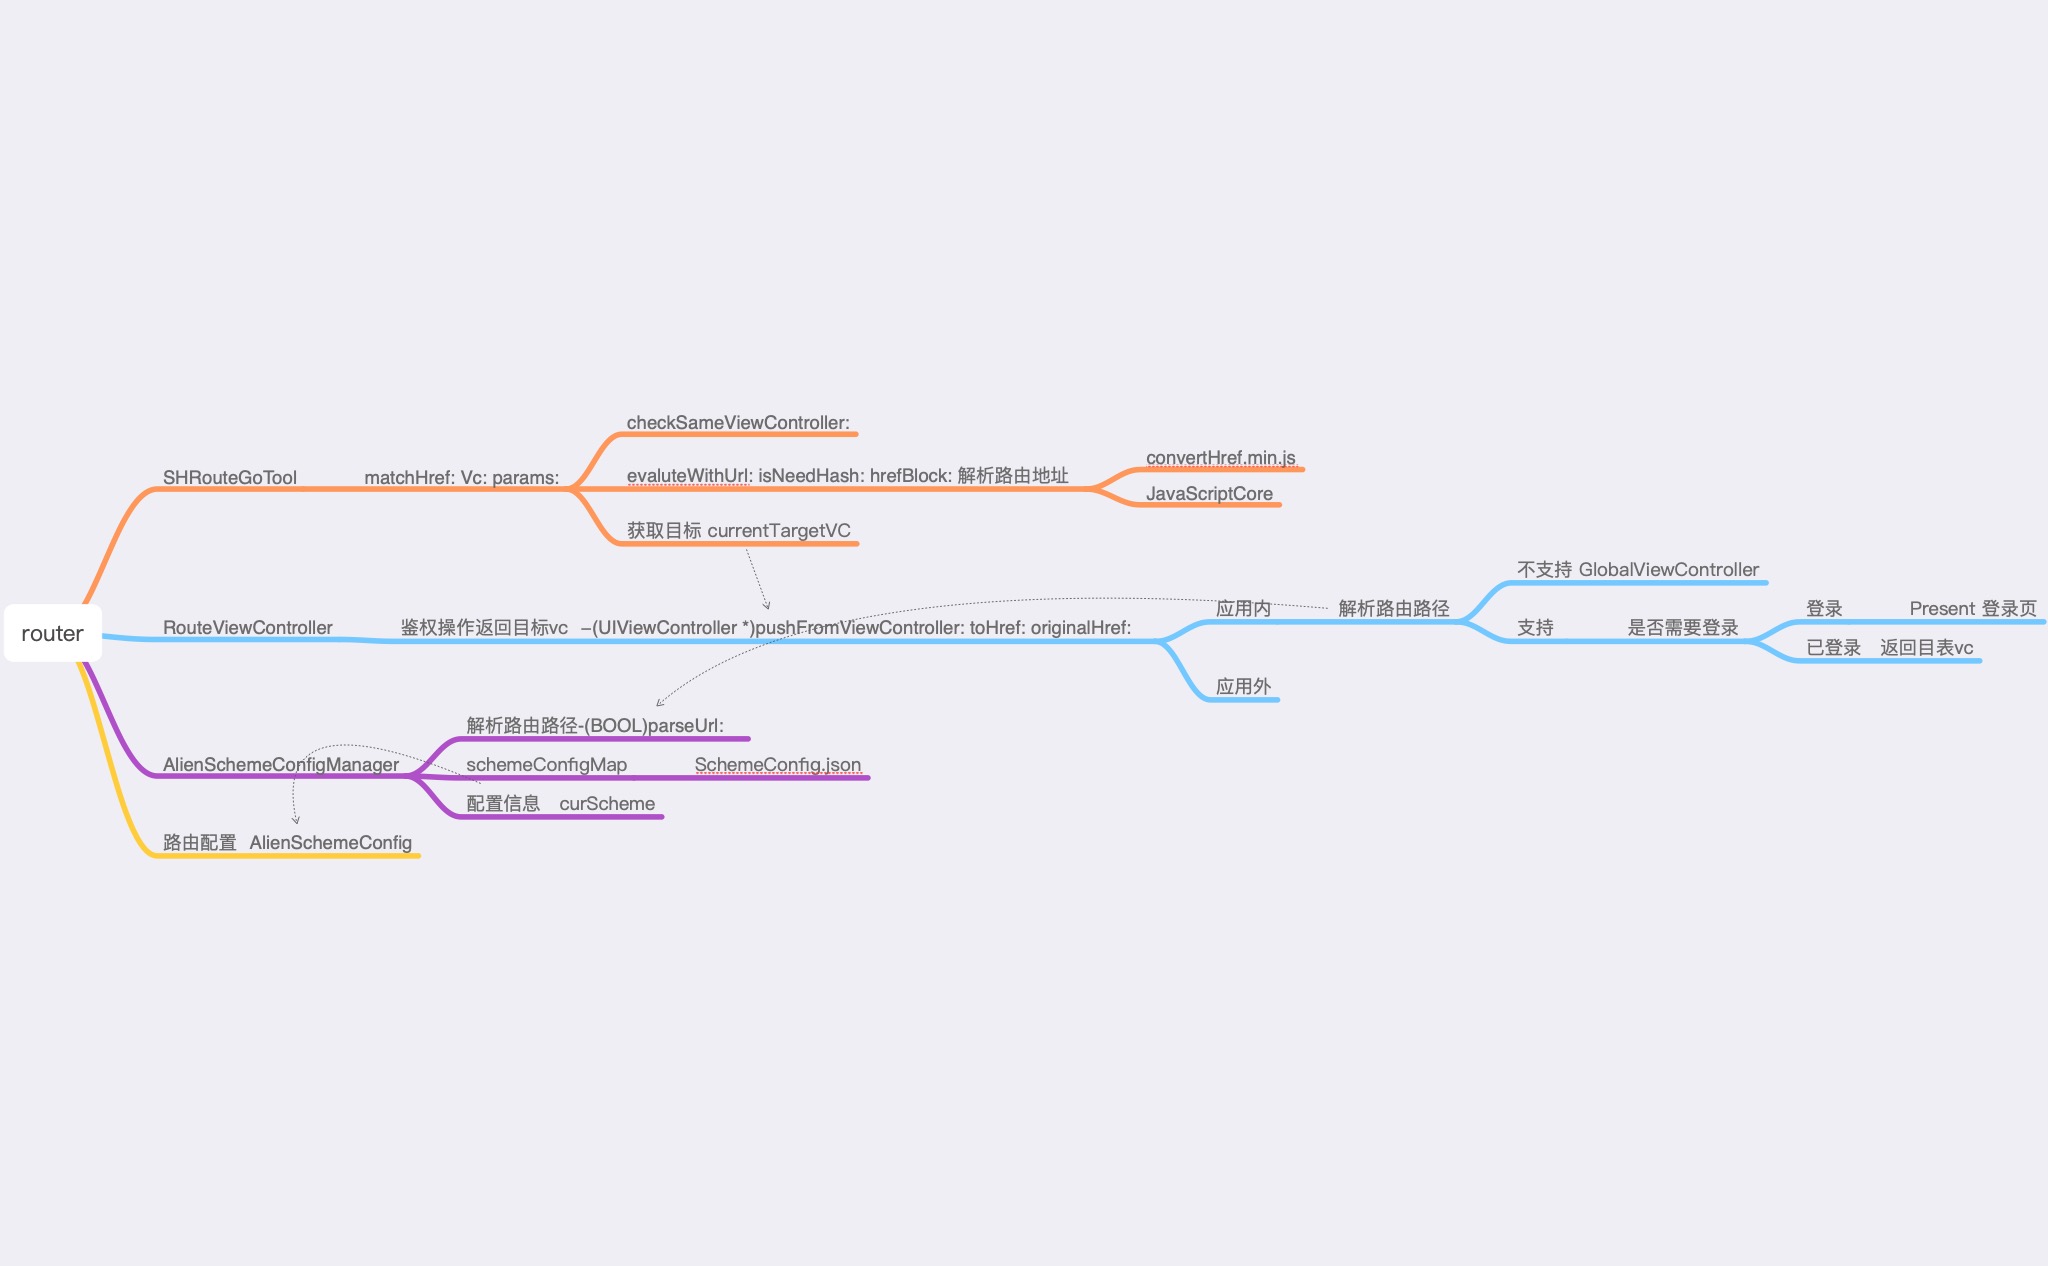 router
SHRouteGoTool
matchHref: Vc: params:
checkSameViewController:
evaluteWithUrl: isNeedHash: hrefBlock: 解析路由地址
convertHref.min.js
JavaScriptCore
获取目标 currentTargetVC
RouteViewController
鉴权操作返回目标vc –(UIViewController *)pushFromViewController: toHref: originalHref:
应用内
解析路由路径
不支持 GlobalViewController
支持
是否需要登录
登录
Present 登录页
已登录
返回目表vc
应用外
AlienSchemeConfigManager
解析路由路径-(BOOL)parseUrl:
schemeConfigMap
SchemeConfig.json
配置信息 curScheme
路由配置 AlienSchemeConfig